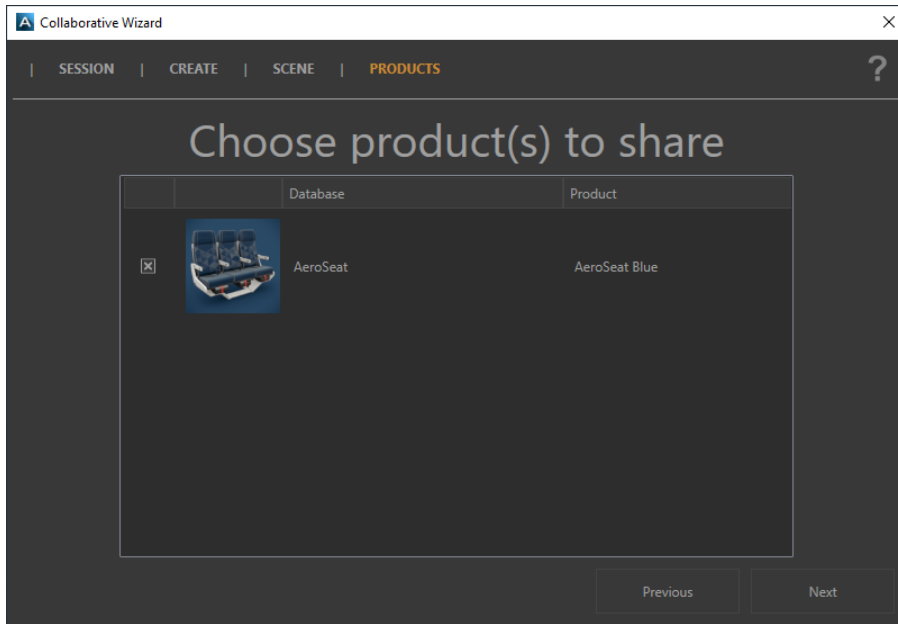 Collaborative Wizard
| SESSION | CREATE | SCENE | PRODUCTS
?
Choose product(s) to share
Database Product
AeroSeat AeroSeat Blue
Previous Next